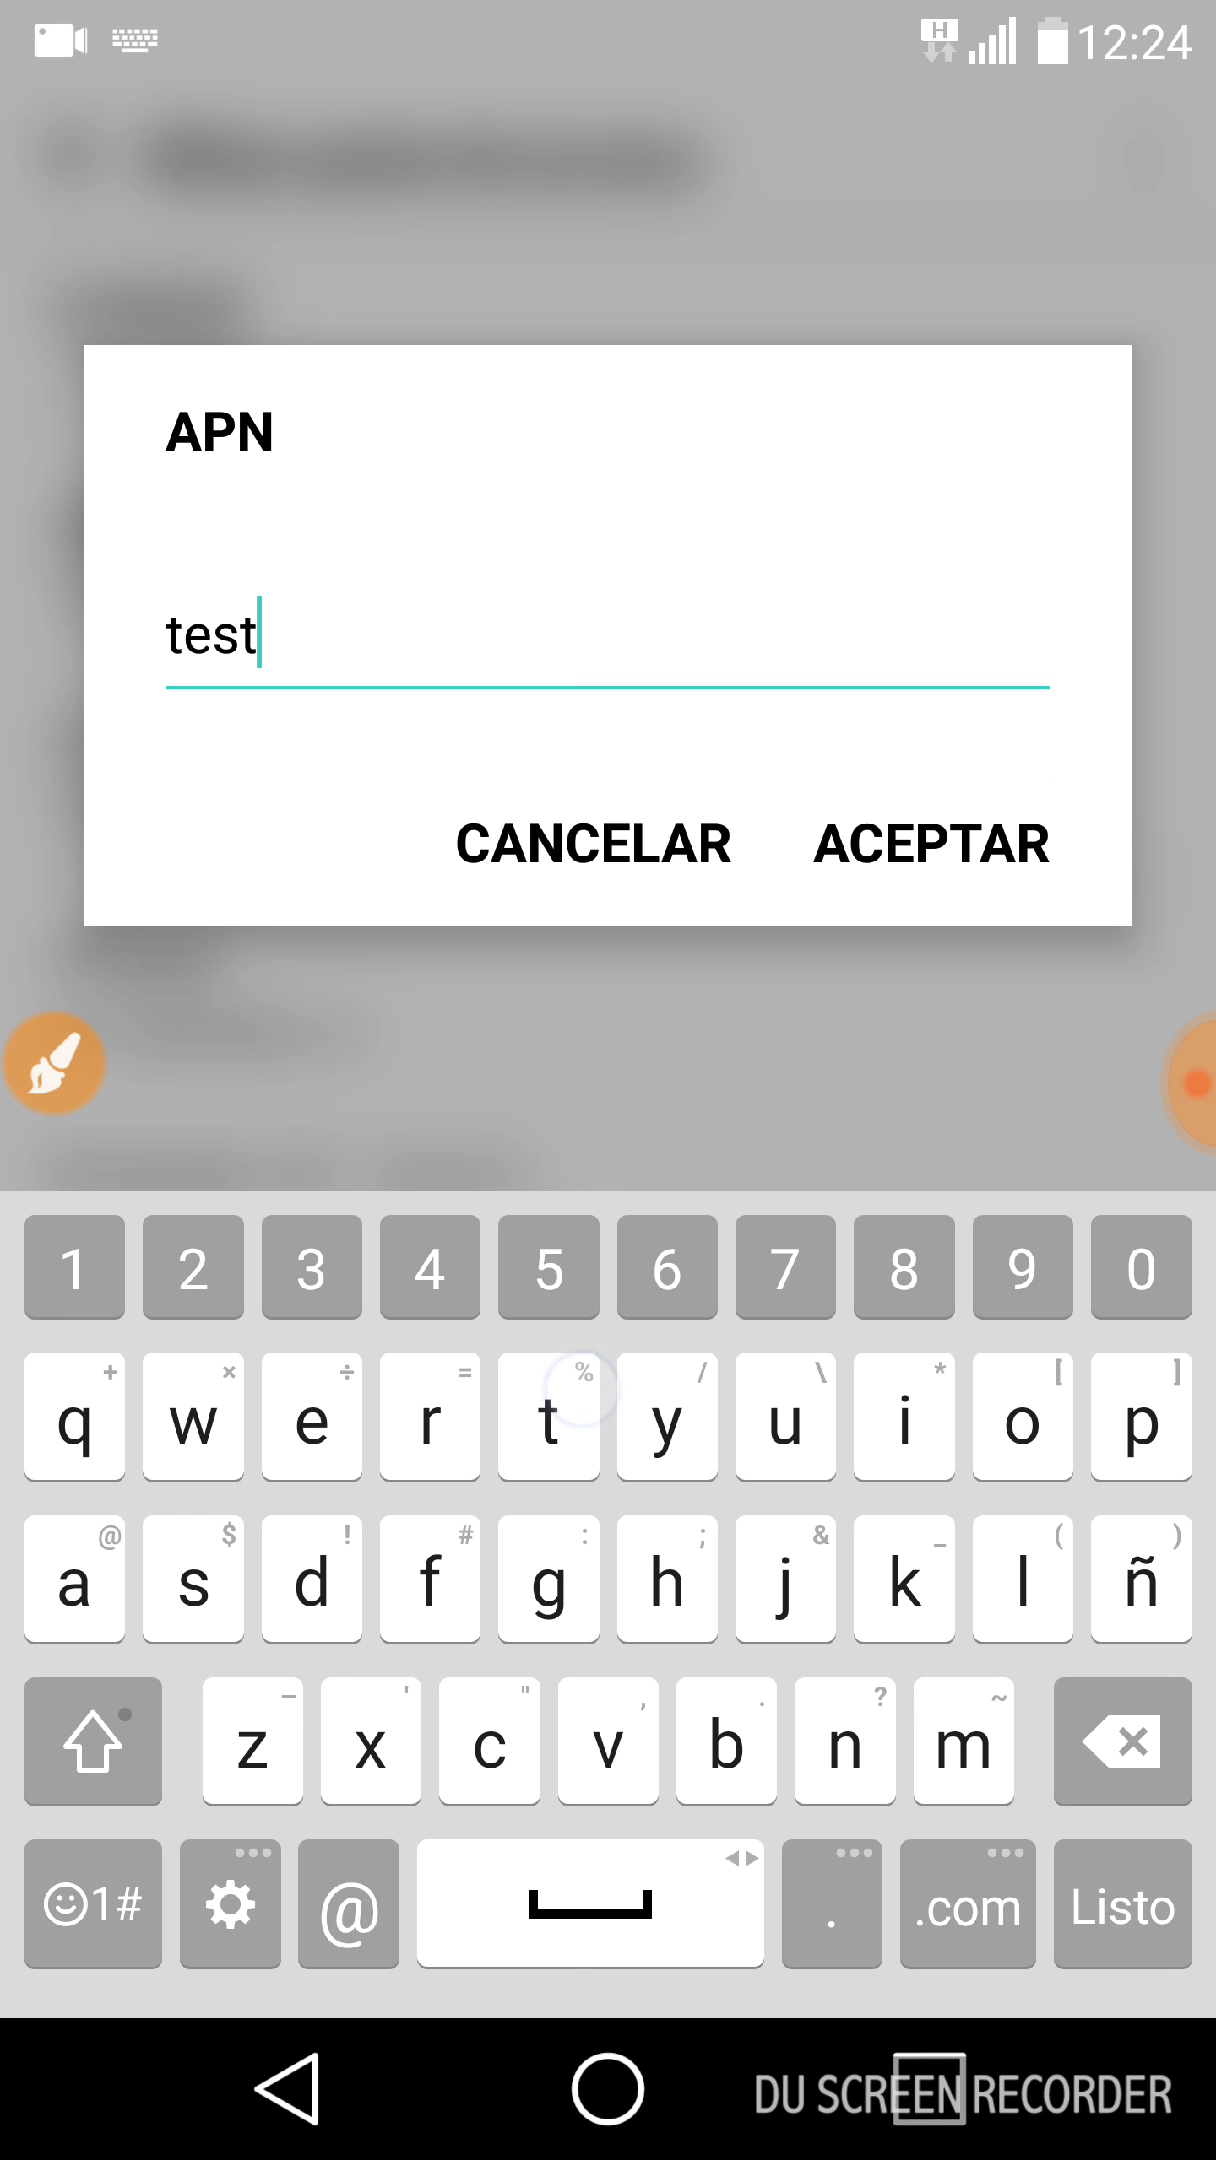 H 12:24
APN
test
CANCELAR ACEPTAR
1 2 3 4 5 6 7 8 9 0
+ × ÷ = % / \ * [ ]
q w e r t y u i o p
@ $ ! # : ; & _ ( )
a s d f g h j k l ñ
– ' " , . ? ~
z x c v b n m
1# @ . .com Listo
DU SCREEN RECORDER